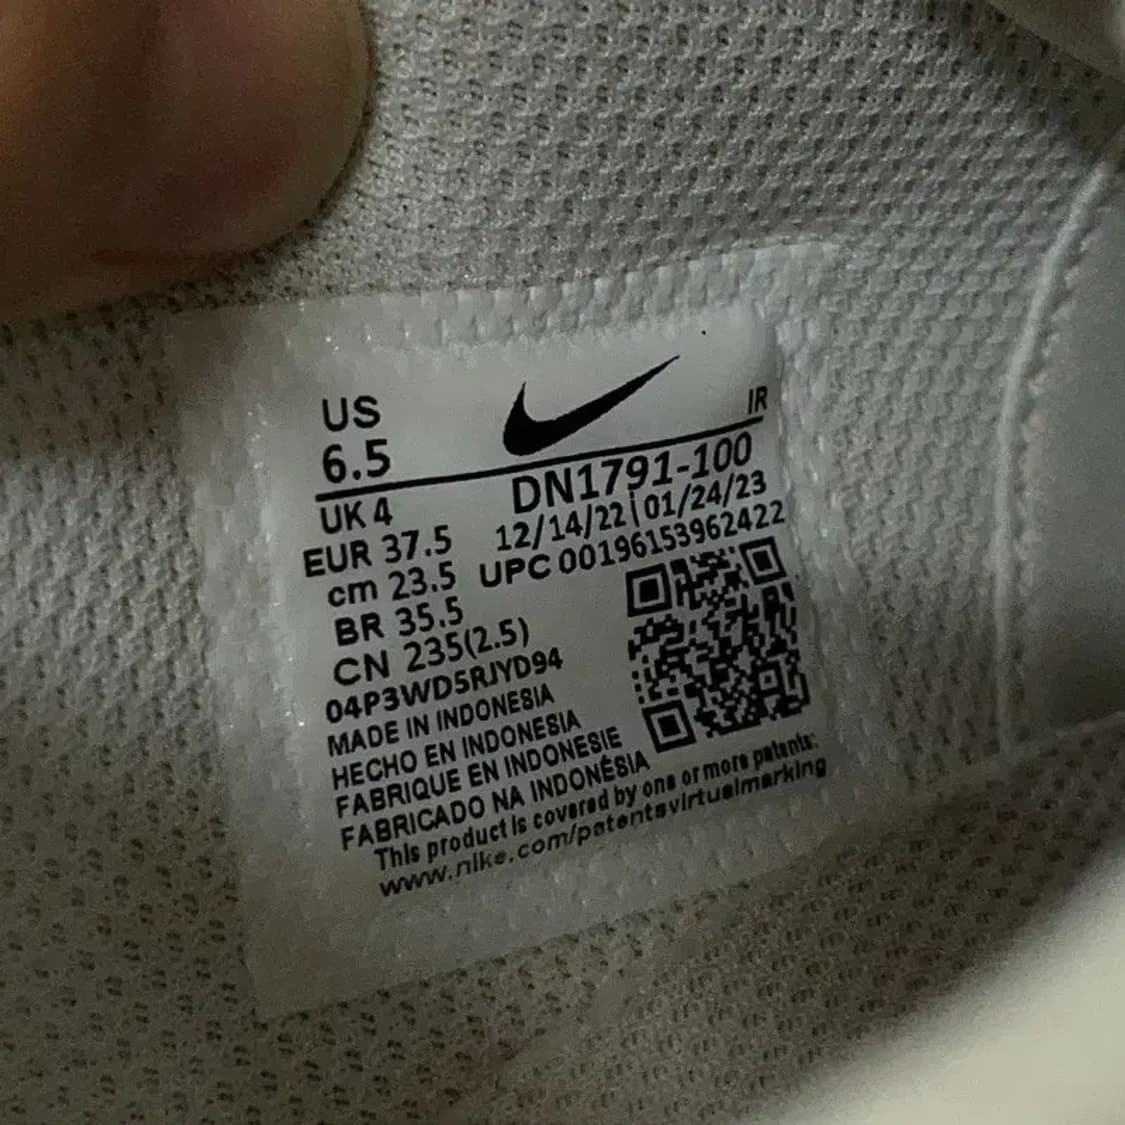 US
6.5
IR
UK 4
DN1791-100
EUR 37.5
12/14/22|01/24/23
cm 23.5
UPC 00196153962422
BR 35.5
CN 235(2.5)
04P3WD5RJYD94
MADE IN INDONESIA
HECHO EN INDONESIA
FABRIQUE EN INDONESIE
FABRICADO NA INDONÉSIA
This product is covered by one or more patents:
www.nike.com/patentsvirtualmarking